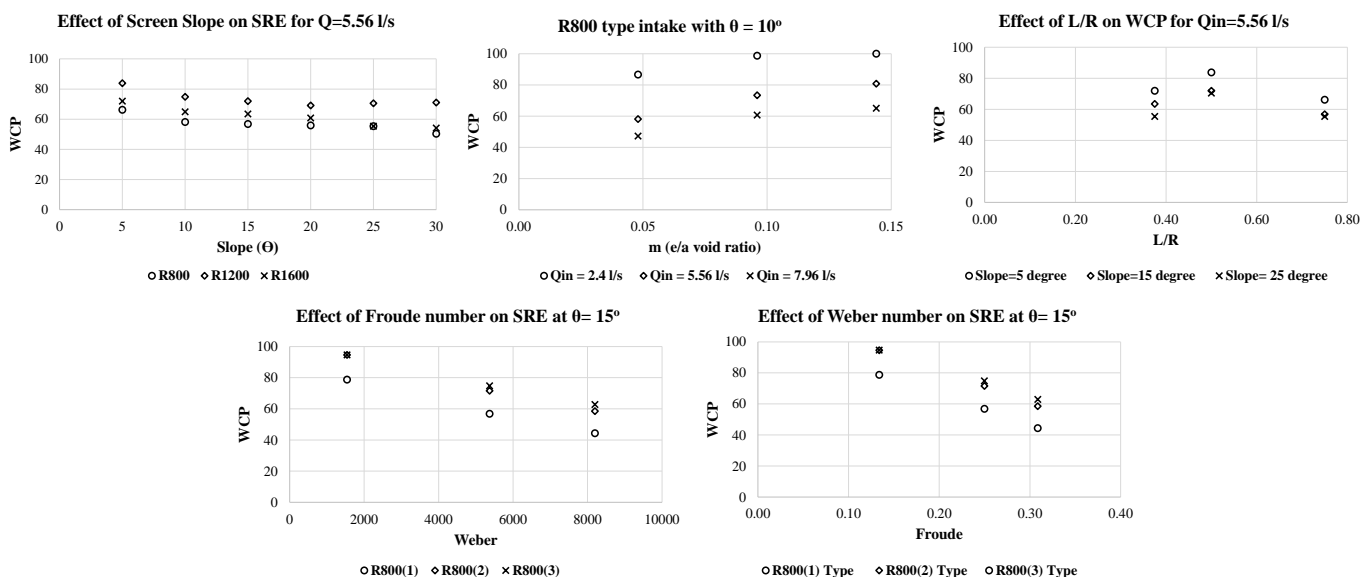 Effect of Screen Slope on SRE for Q=5.56 l/s
100
80
60
40
20
0
WCP
0 5 10 15 20 25 30
Slope (Θ)
○ R800 ◇ R1200 × R1600
R800 type intake with θ = 10°
100
80
60
40
20
0
WCP
0.00 0.05 0.10 0.15
m (e/a void ratio)
○ Qin = 2.4 l/s ◇ Qin = 5.56 l/s × Qin = 7.96 l/s
Effect of L/R on WCP for Qin=5.56 l/s
100
80
60
40
20
0
WCP
0.00 0.20 0.40 0.60 0.80
L/R
○ Slope=5 degree ◇ Slope=15 degree × Slope= 25 degree
Effect of Froude number on SRE at θ= 15°
100
80
60
40
20
0
WCP
0 2000 4000 6000 8000 10000
Weber
○ R800(1) ◇ R800(2) × R800(3)
Effect of Weber number on SRE at θ= 15°
100
80
60
40
20
0
WCP
0.00 0.10 0.20 0.30 0.40
Froude
○ R800(1) Type ◇ R800(2) Type ○ R800(3) Type